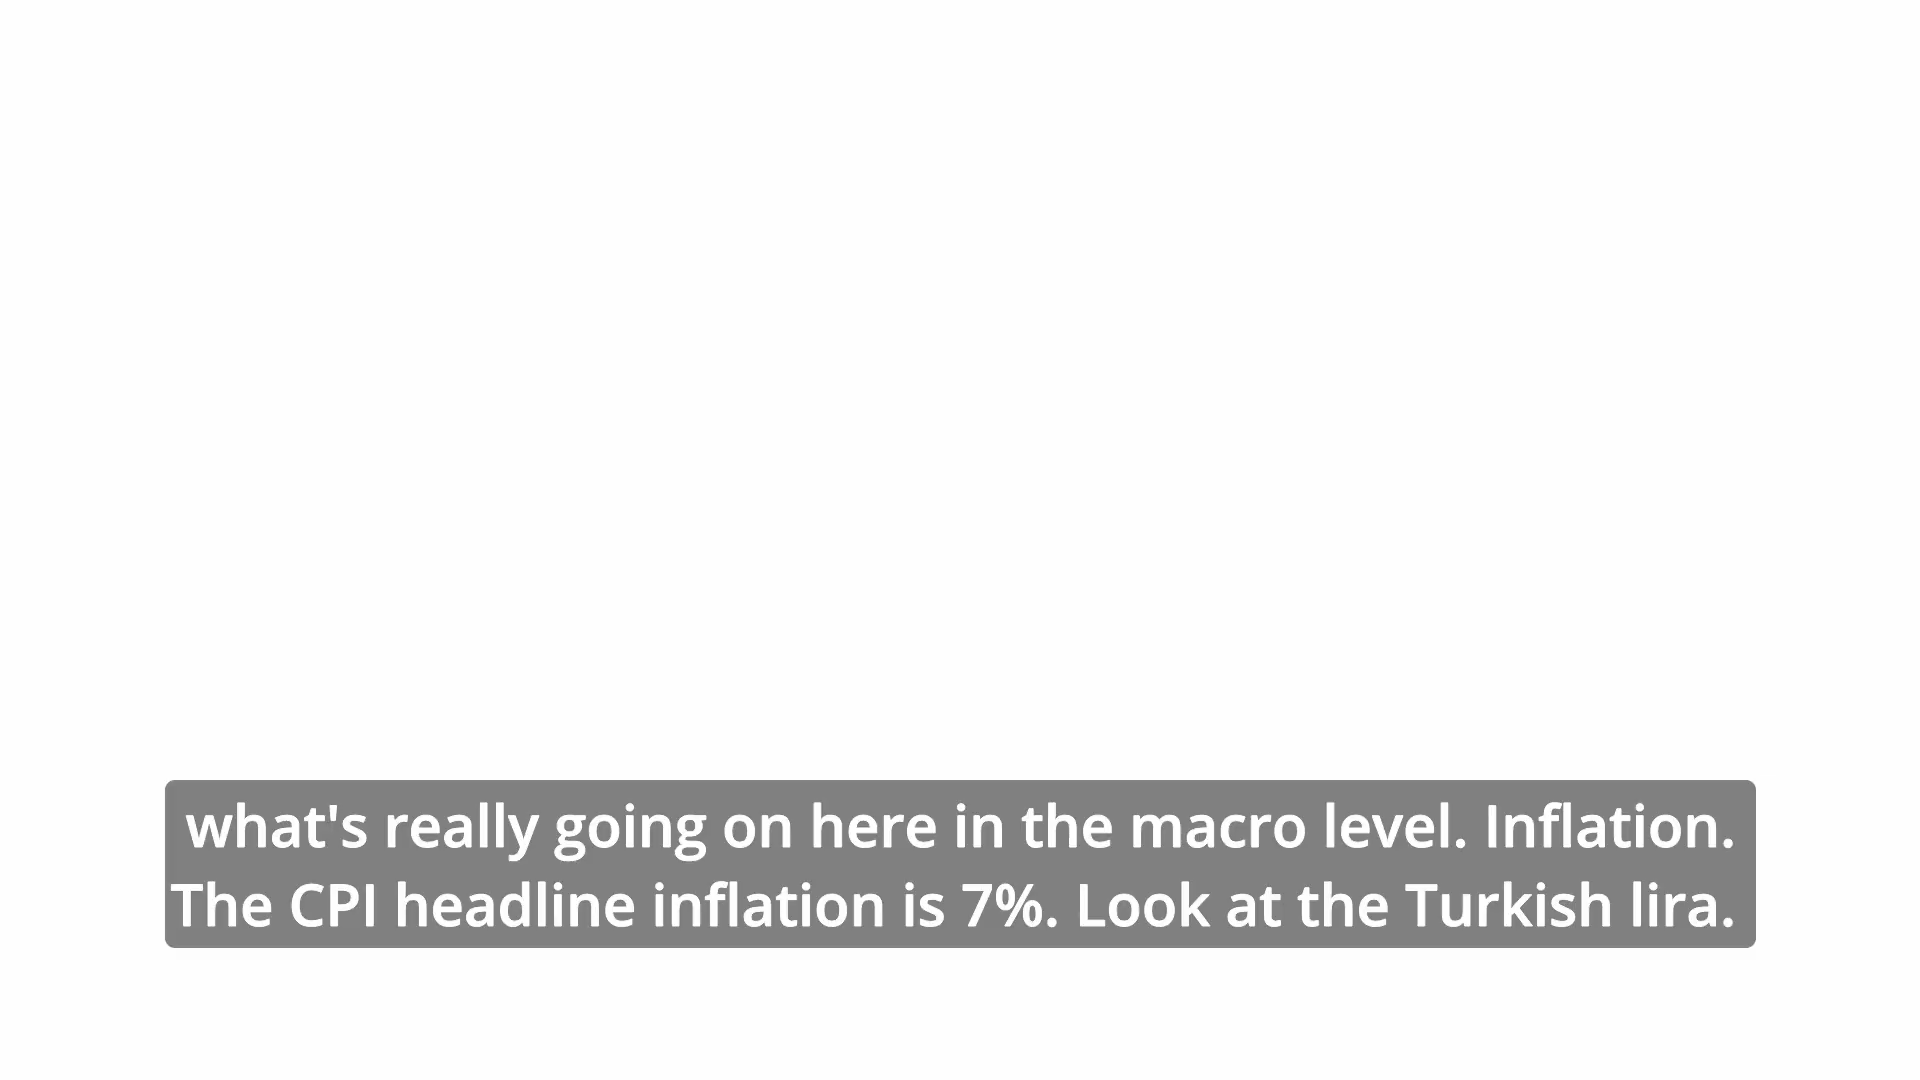 what's really going on here in the macro level. Inflation.
The CPI headline inflation is 7%. Look at the Turkish lira.